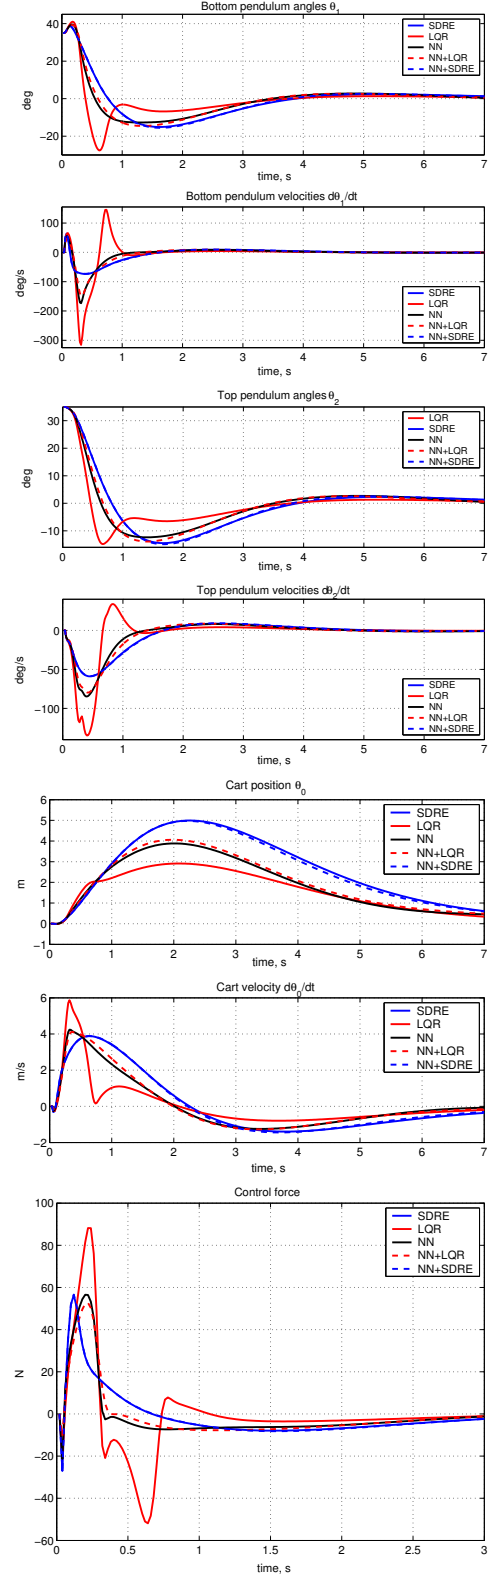 Bottom pendulum angles θ1
40
20
0
−20
deg
SDRE
LQR
NN
NN+LQR
NN+SDRE
0 1 2 3 4 5 6 7
time, s
Bottom pendulum velocities dθ1/dt
100
0
−100
−200
−300
deg/s
SDRE
LQR
NN
NN+LQR
NN+SDRE
0 1 2 3 4 5 6 7
time, s
Top pendulum angles θ2
30
20
10
0
−10
deg
LQR
SDRE
NN
NN+LQR
NN+SDRE
0 1 2 3 4 5 6 7
time, s
Top pendulum velocities dθ2/dt
0
−50
−100
deg/s
SDRE
LQR
NN
NN+LQR
NN+SDRE
0 1 2 3 4 5 6 7
time, s
Cart position θ0
6
5
4
3
2
1
0
−1
m
SDRE
LQR
NN
NN+LQR
NN+SDRE
0 1 2 3 4 5 6 7
time, s
Cart velocity dθ0/dt
6
4
2
0
−2
m/s
SDRE
LQR
NN
NN+LQR
NN+SDRE
0 1 2 3 4 5 6 7
time, s
Control force
100
80
60
40
20
0
−20
−40
−60
N
SDRE
LQR
NN
NN+LQR
NN+SDRE
0 0.5 1 1.5 2 2.5 3
time, s